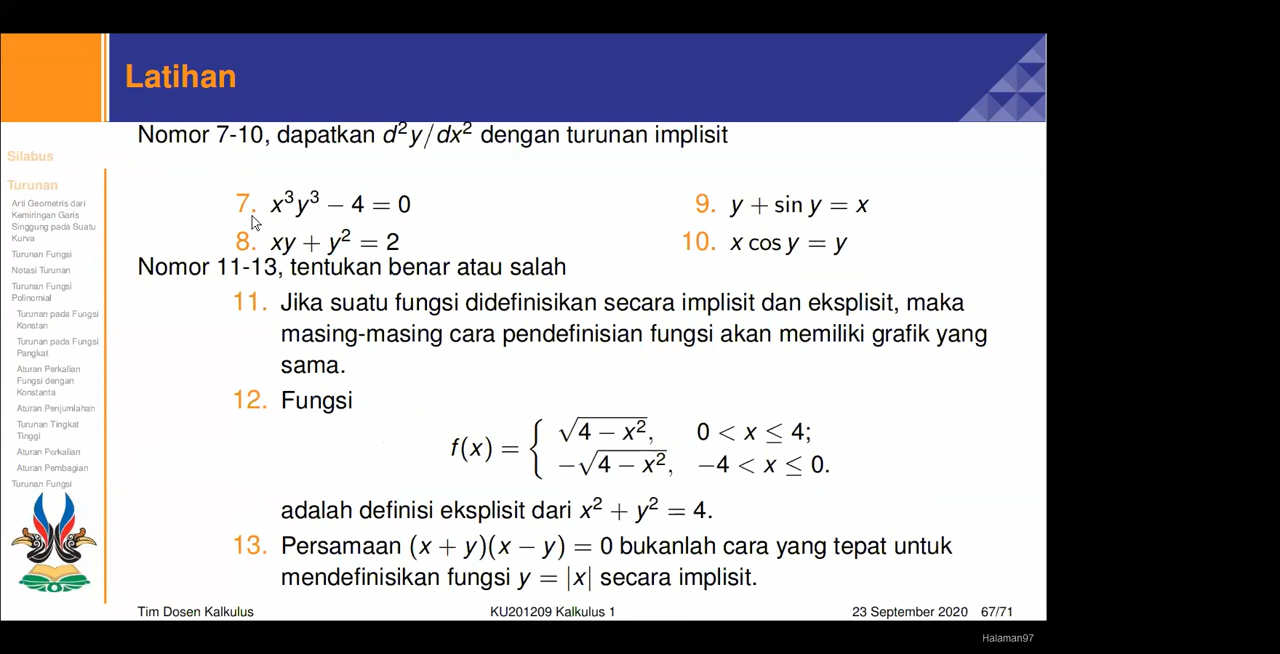 Latihan
Nomor 7-10, dapatkan d²y/dx² dengan turunan implisit
Silabus
Turunan
Arti Geometris dari
Kemiringan Garis
Singgung pada Suatu
Kurva
Turunan Fungsi
Notasi Turunan
Turunan Fungsi
Polinomial
Turunan pada Fungsi
Konstan
Turunan pada Fungsi
Pangkat
Aturan Perkalian
Fungsi dengan
Konstanta
Aturan Penjumlahan
Turunan Tingkat
Tinggi
Aturan Perkalian
Aturan Pembagian
Turunan Fungsi
7. x³y³ − 4 = 0
8. xy + y² = 2
9. y + sin y = x
10. x cos y = y
Nomor 11-13, tentukan benar atau salah
11. Jika suatu fungsi didefinisikan secara implisit dan eksplisit, maka
masing-masing cara pendefinisian fungsi akan memiliki grafik yang
sama.
12. Fungsi
f(x) = { √(4 − x²), 0 < x ≤ 4;
−√(4 − x²), −4 < x ≤ 0.
adalah definisi eksplisit dari x² + y² = 4.
13. Persamaan (x + y)(x − y) = 0 bukanlah cara yang tepat untuk
mendefinisikan fungsi y = |x| secara implisit.
Tim Dosen Kalkulus KU201209 Kalkulus 1 23 September 2020 67/71
Halaman97